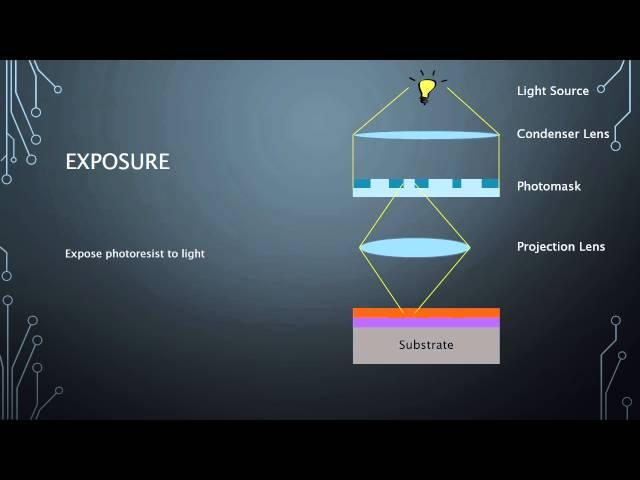 EXPOSURE
Expose photoresist to light
Light Source
Condenser Lens
Photomask
Projection Lens
Substrate